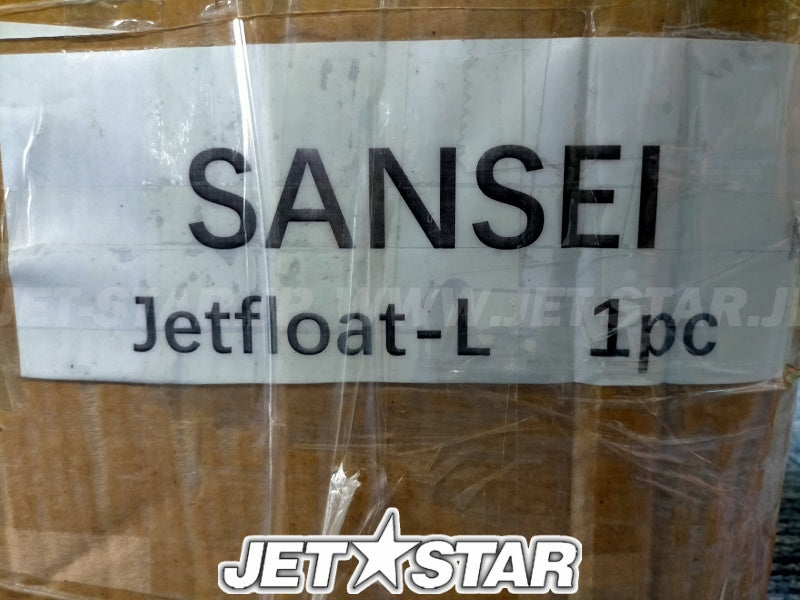 SANSEI
JET-STAR.JP WWW.JET-STAR.J
Jetfloat-L 1pc
JET★STAR